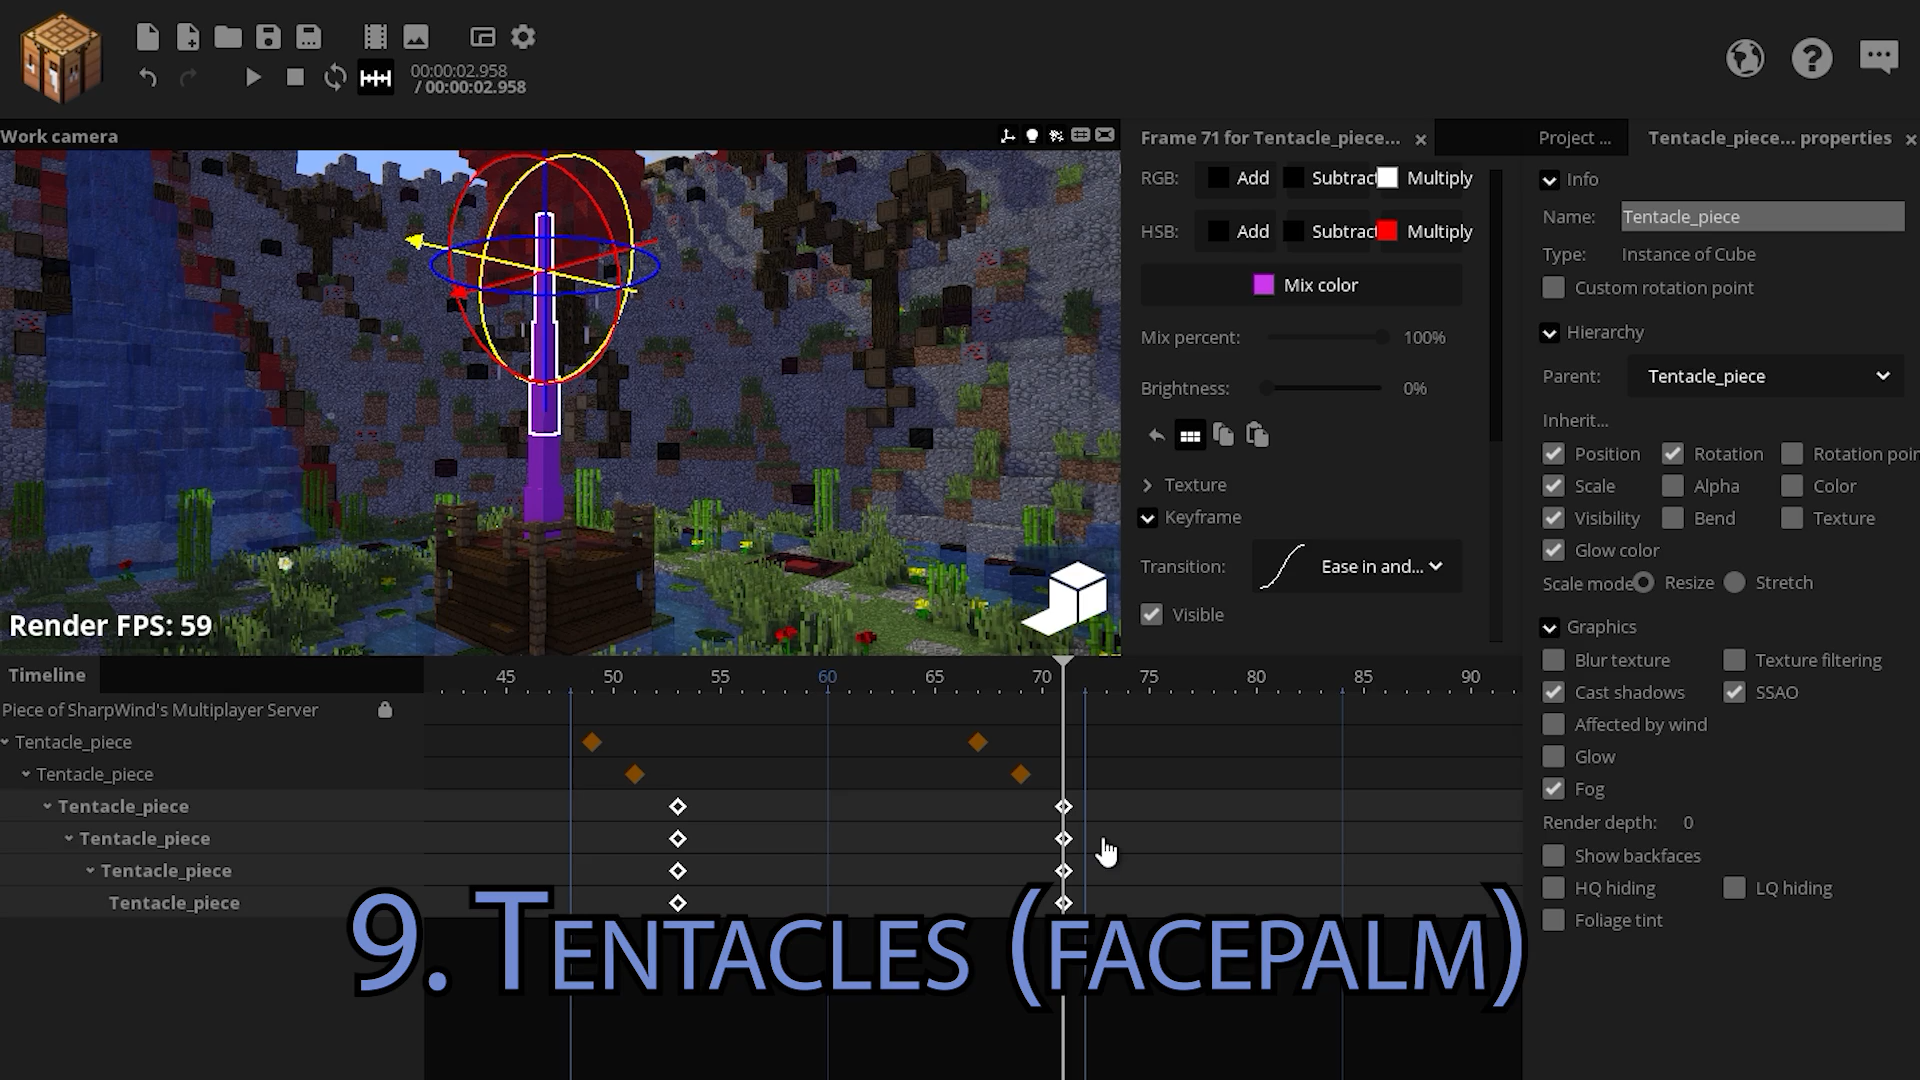 00:00:02.958
/ 00:00:02.958
Work camera
Render FPS: 59
Frame 71 for Tentacle_piece...
RGB: Add Subtract Multiply
HSB: Add Subtract Multiply
Mix color
Mix percent: 100%
Brightness: 0%
Texture
Keyframe
Transition: Ease in and...
Visible
Project ...
Tentacle_piece... properties
Info
Name: Tentacle_piece
Type: Instance of Cube
Custom rotation point
Hierarchy
Parent: Tentacle_piece
Inherit...
Position Rotation Rotation poin
Scale Alpha Color
Visibility Bend Texture
Glow color
Scale mode Resize Stretch
Graphics
Blur texture Texture filtering
Cast shadows SSAO
Affected by wind
Glow
Fog
Render depth: 0
Show backfaces
HQ hiding LQ hiding
Foliage tint
Timeline
45 50 55 60 65 70 75 80 85 90
Piece of SharpWind's Multiplayer Server
Tentacle_piece
Tentacle_piece
Tentacle_piece
Tentacle_piece
Tentacle_piece
Tentacle_piece
9. Tentacles (facepalm)